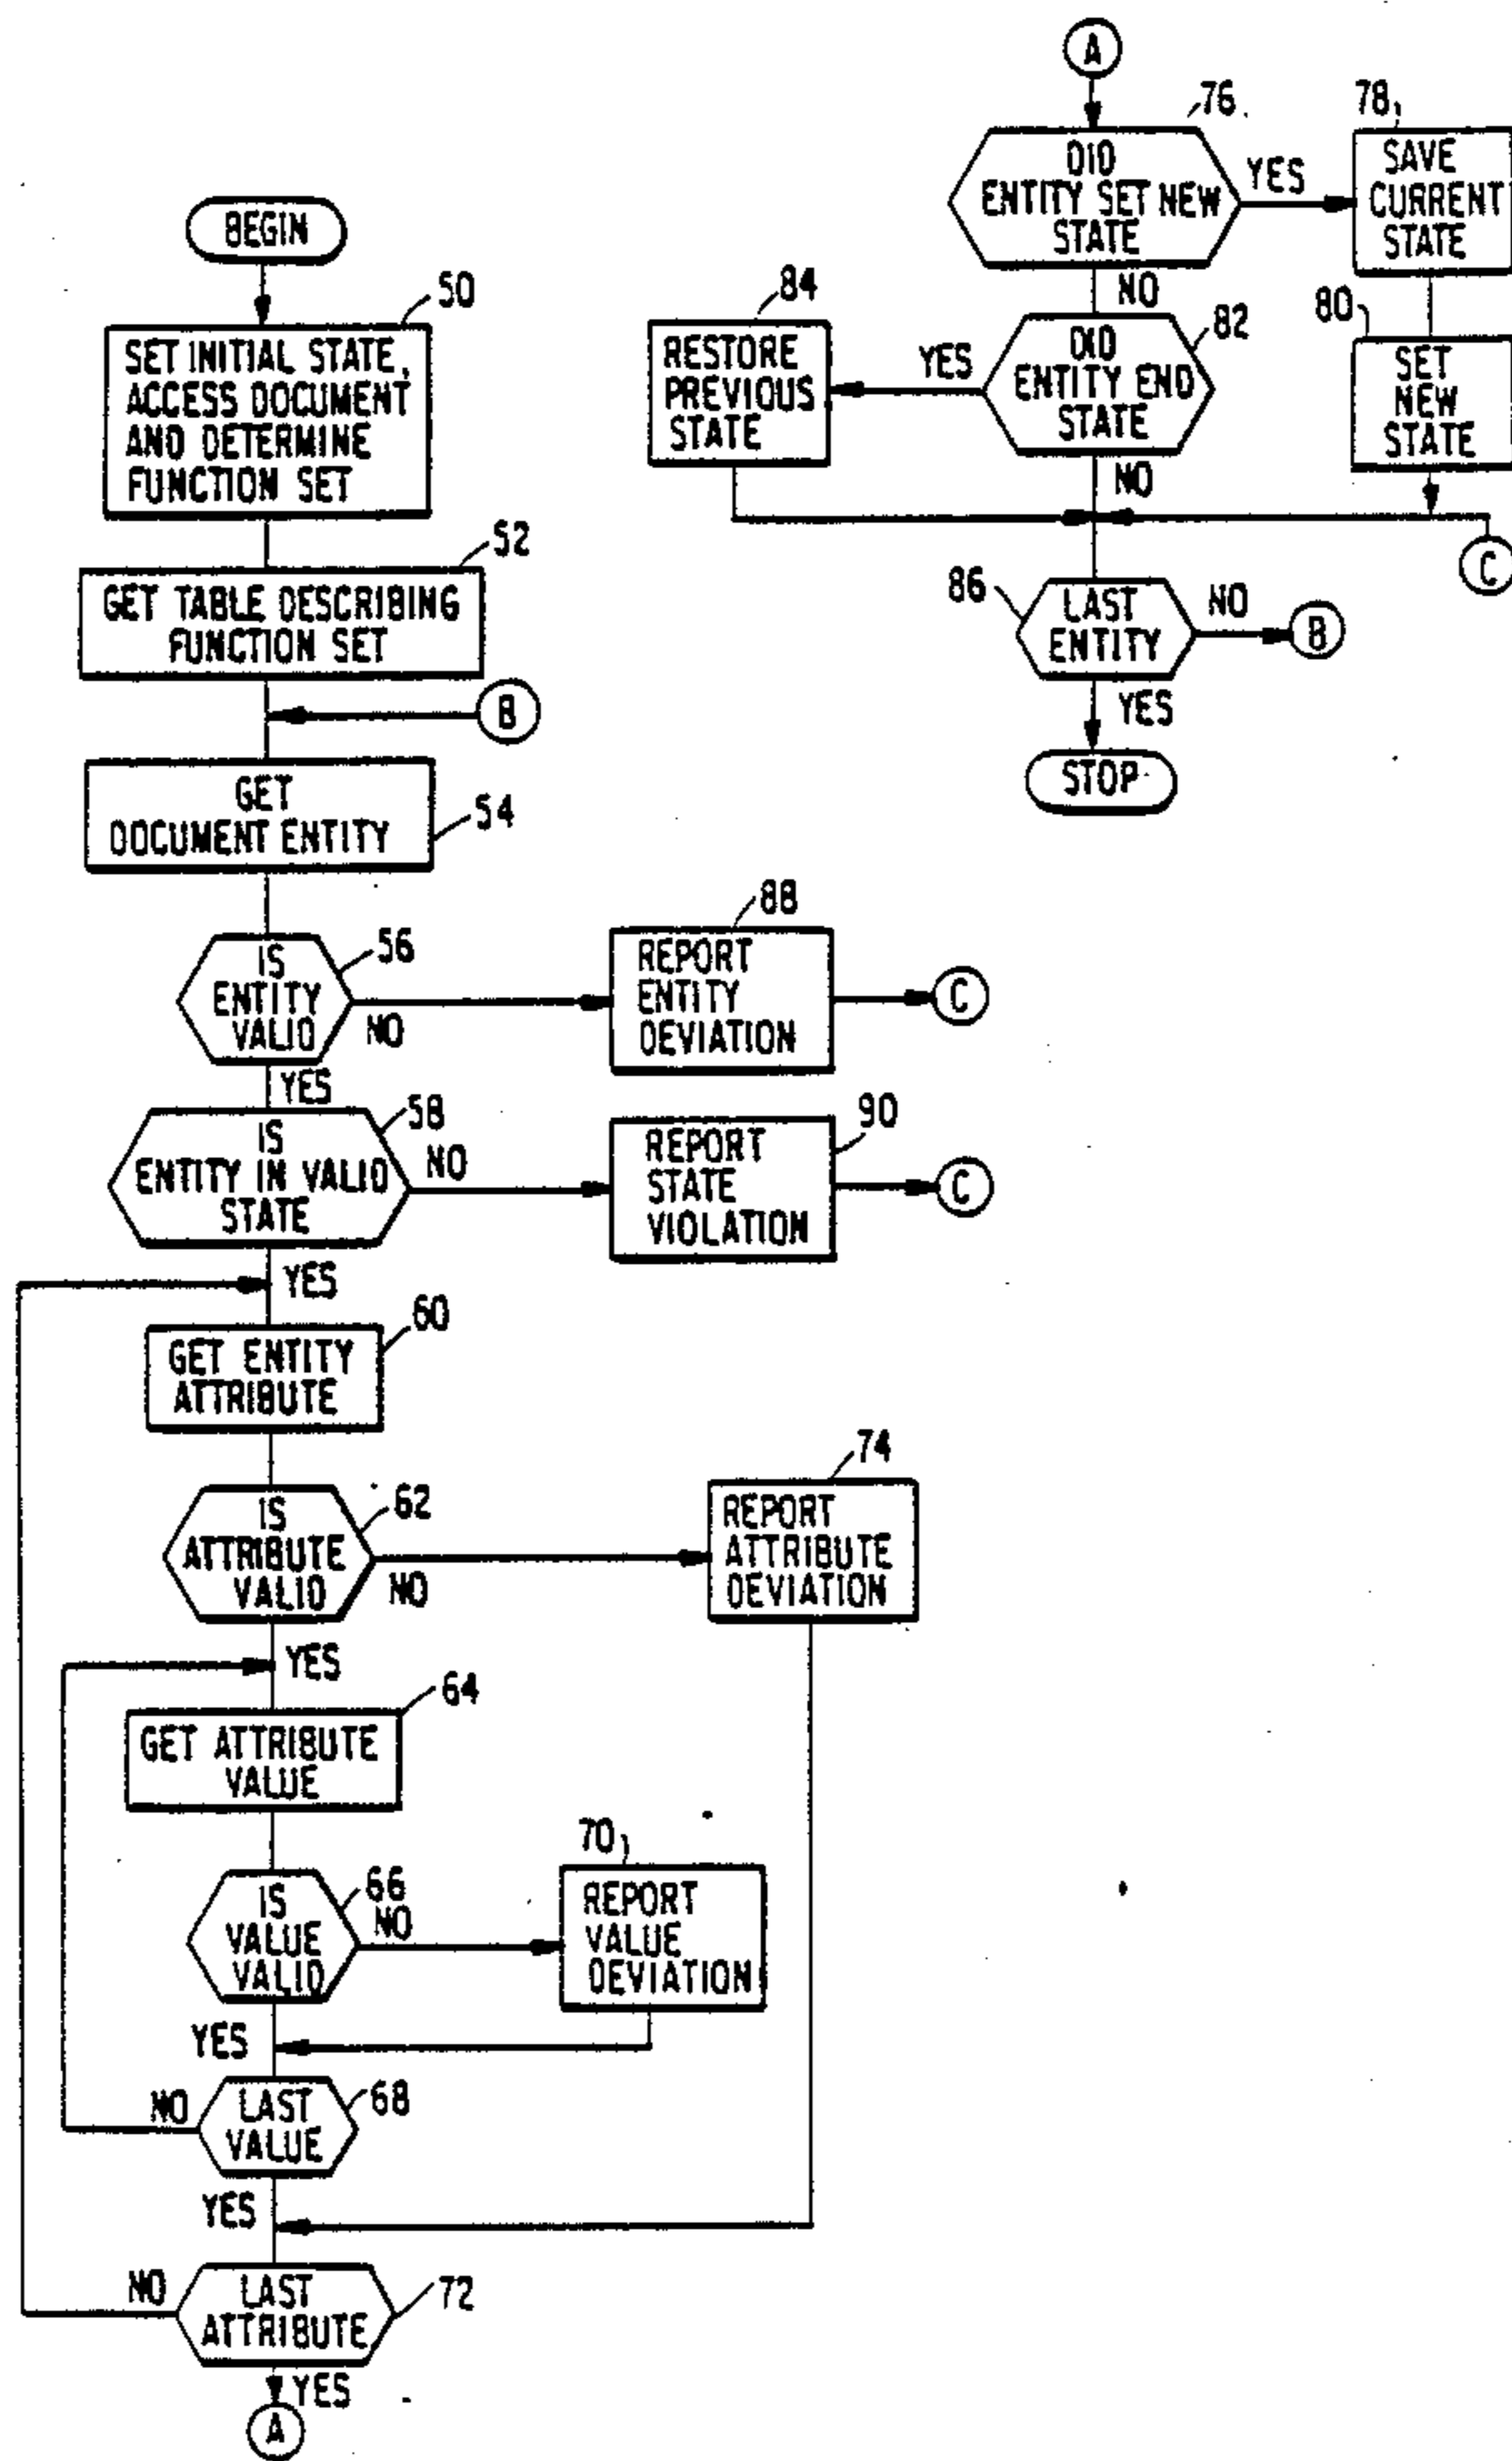 BEGIN
50
SET INITIAL STATE,
ACCESS DOCUMENT
AND DETERMINE
FUNCTION SET
52
GET TABLE DESCRIBING
FUNCTION SET
B
GET
DOCUMENT ENTITY
54
IS
ENTITY
VALID
56
NO
YES
88
REPORT
ENTITY
DEVIATION
C
IS
ENTITY IN VALID
STATE
58
NO
YES
90
REPORT
STATE
VIOLATION
C
60
GET ENTITY
ATTRIBUTE
IS
ATTRIBUTE
VALID
62
NO
YES
74
REPORT
ATTRIBUTE
DEVIATION
64
GET ATTRIBUTE
VALUE
IS
VALUE
VALID
66
NO
YES
70
REPORT
VALUE
DEVIATION
LAST
VALUE
68
NO
YES
LAST
ATTRIBUTE
72
NO
YES
A
A
76
DID
ENTITY SET NEW
STATE
YES
NO
78
SAVE
CURRENT
STATE
80
SET
NEW
STATE
82
DID
ENTITY END
STATE
YES
NO
84
RESTORE
PREVIOUS
STATE
C
86
LAST
ENTITY
NO
B
YES
STOP